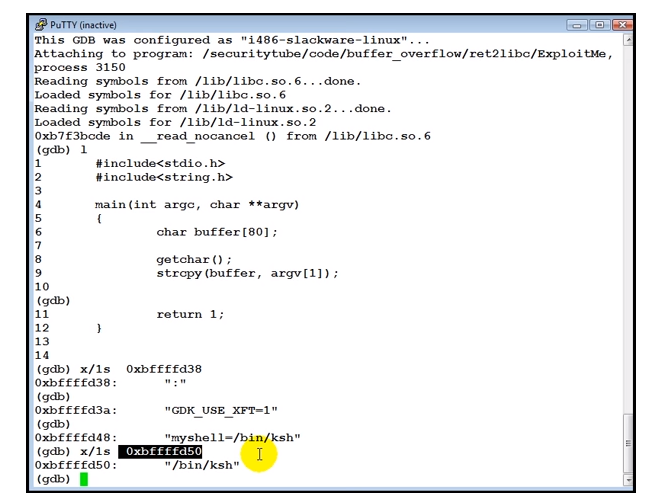 PuTTY (inactive)
This GDB was configured as "i486-slackware-linux"...
Attaching to program: /securitytube/code/buffer_overflow/ret2libc/ExploitMe,
process 3150
Reading symbols from /lib/libc.so.6...done.
Loaded symbols for /lib/libc.so.6
Reading symbols from /lib/ld-linux.so.2...done.
Loaded symbols for /lib/ld-linux.so.2
0xb7f3bcde in __read_nocancel () from /lib/libc.so.6
(gdb) l
1 #include<stdio.h>
2 #include<string.h>
3
4 main(int argc, char **argv)
5 {
6 char buffer[80];
7
8 getchar();
9 strcpy(buffer, argv[1]);
10
(gdb)
11 return 1;
12 }
13
14
(gdb) x/1s 0xbffffd38
0xbffffd38: ":"
(gdb)
0xbffffd3a: "GDK_USE_XFT=1"
(gdb)
0xbffffd48: "myshell=/bin/ksh"
(gdb) x/1s 0xbffffd50
0xbffffd50: "/bin/ksh"
(gdb)